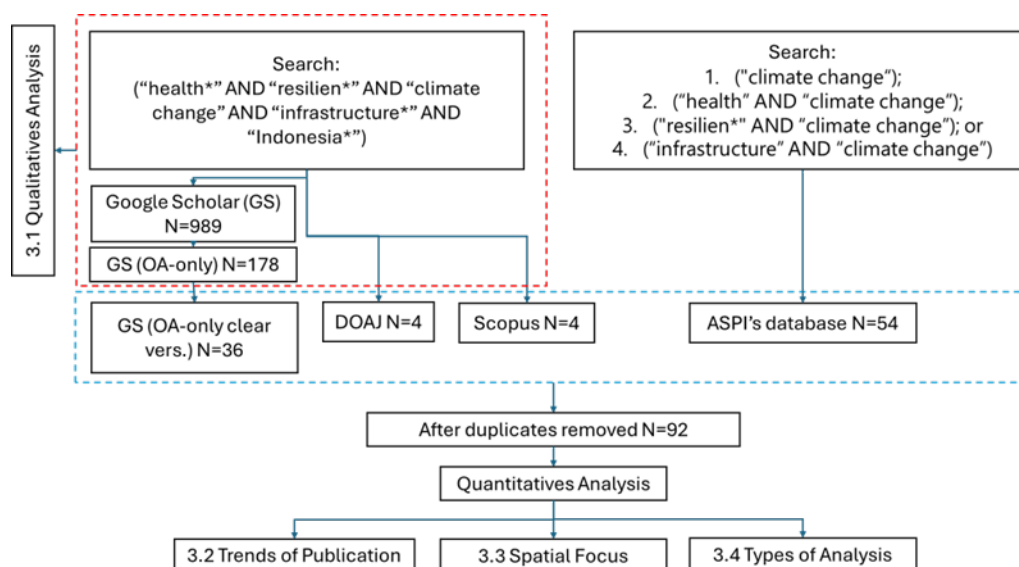 3.1 Qualitatives Analysis
Search:
(“health*” AND “resilien*” AND “climate
change” AND “infrastructure*” AND
“Indonesia*”)
Search:
1. ("climate change”);
2. (“health” AND “climate change”);
3. ("resilien*" AND “climate change”); or
4. (“infrastructure” AND “climate change”)
Google Scholar (GS)
N=989
GS (OA-only) N=178
GS (OA-only clear
vers.) N=36
DOAJ N=4
Scopus N=4
ASPI’s database N=54
After duplicates removed N=92
Quantitatives Analysis
3.2 Trends of Publication
3.3 Spatial Focus
3.4 Types of Analysis